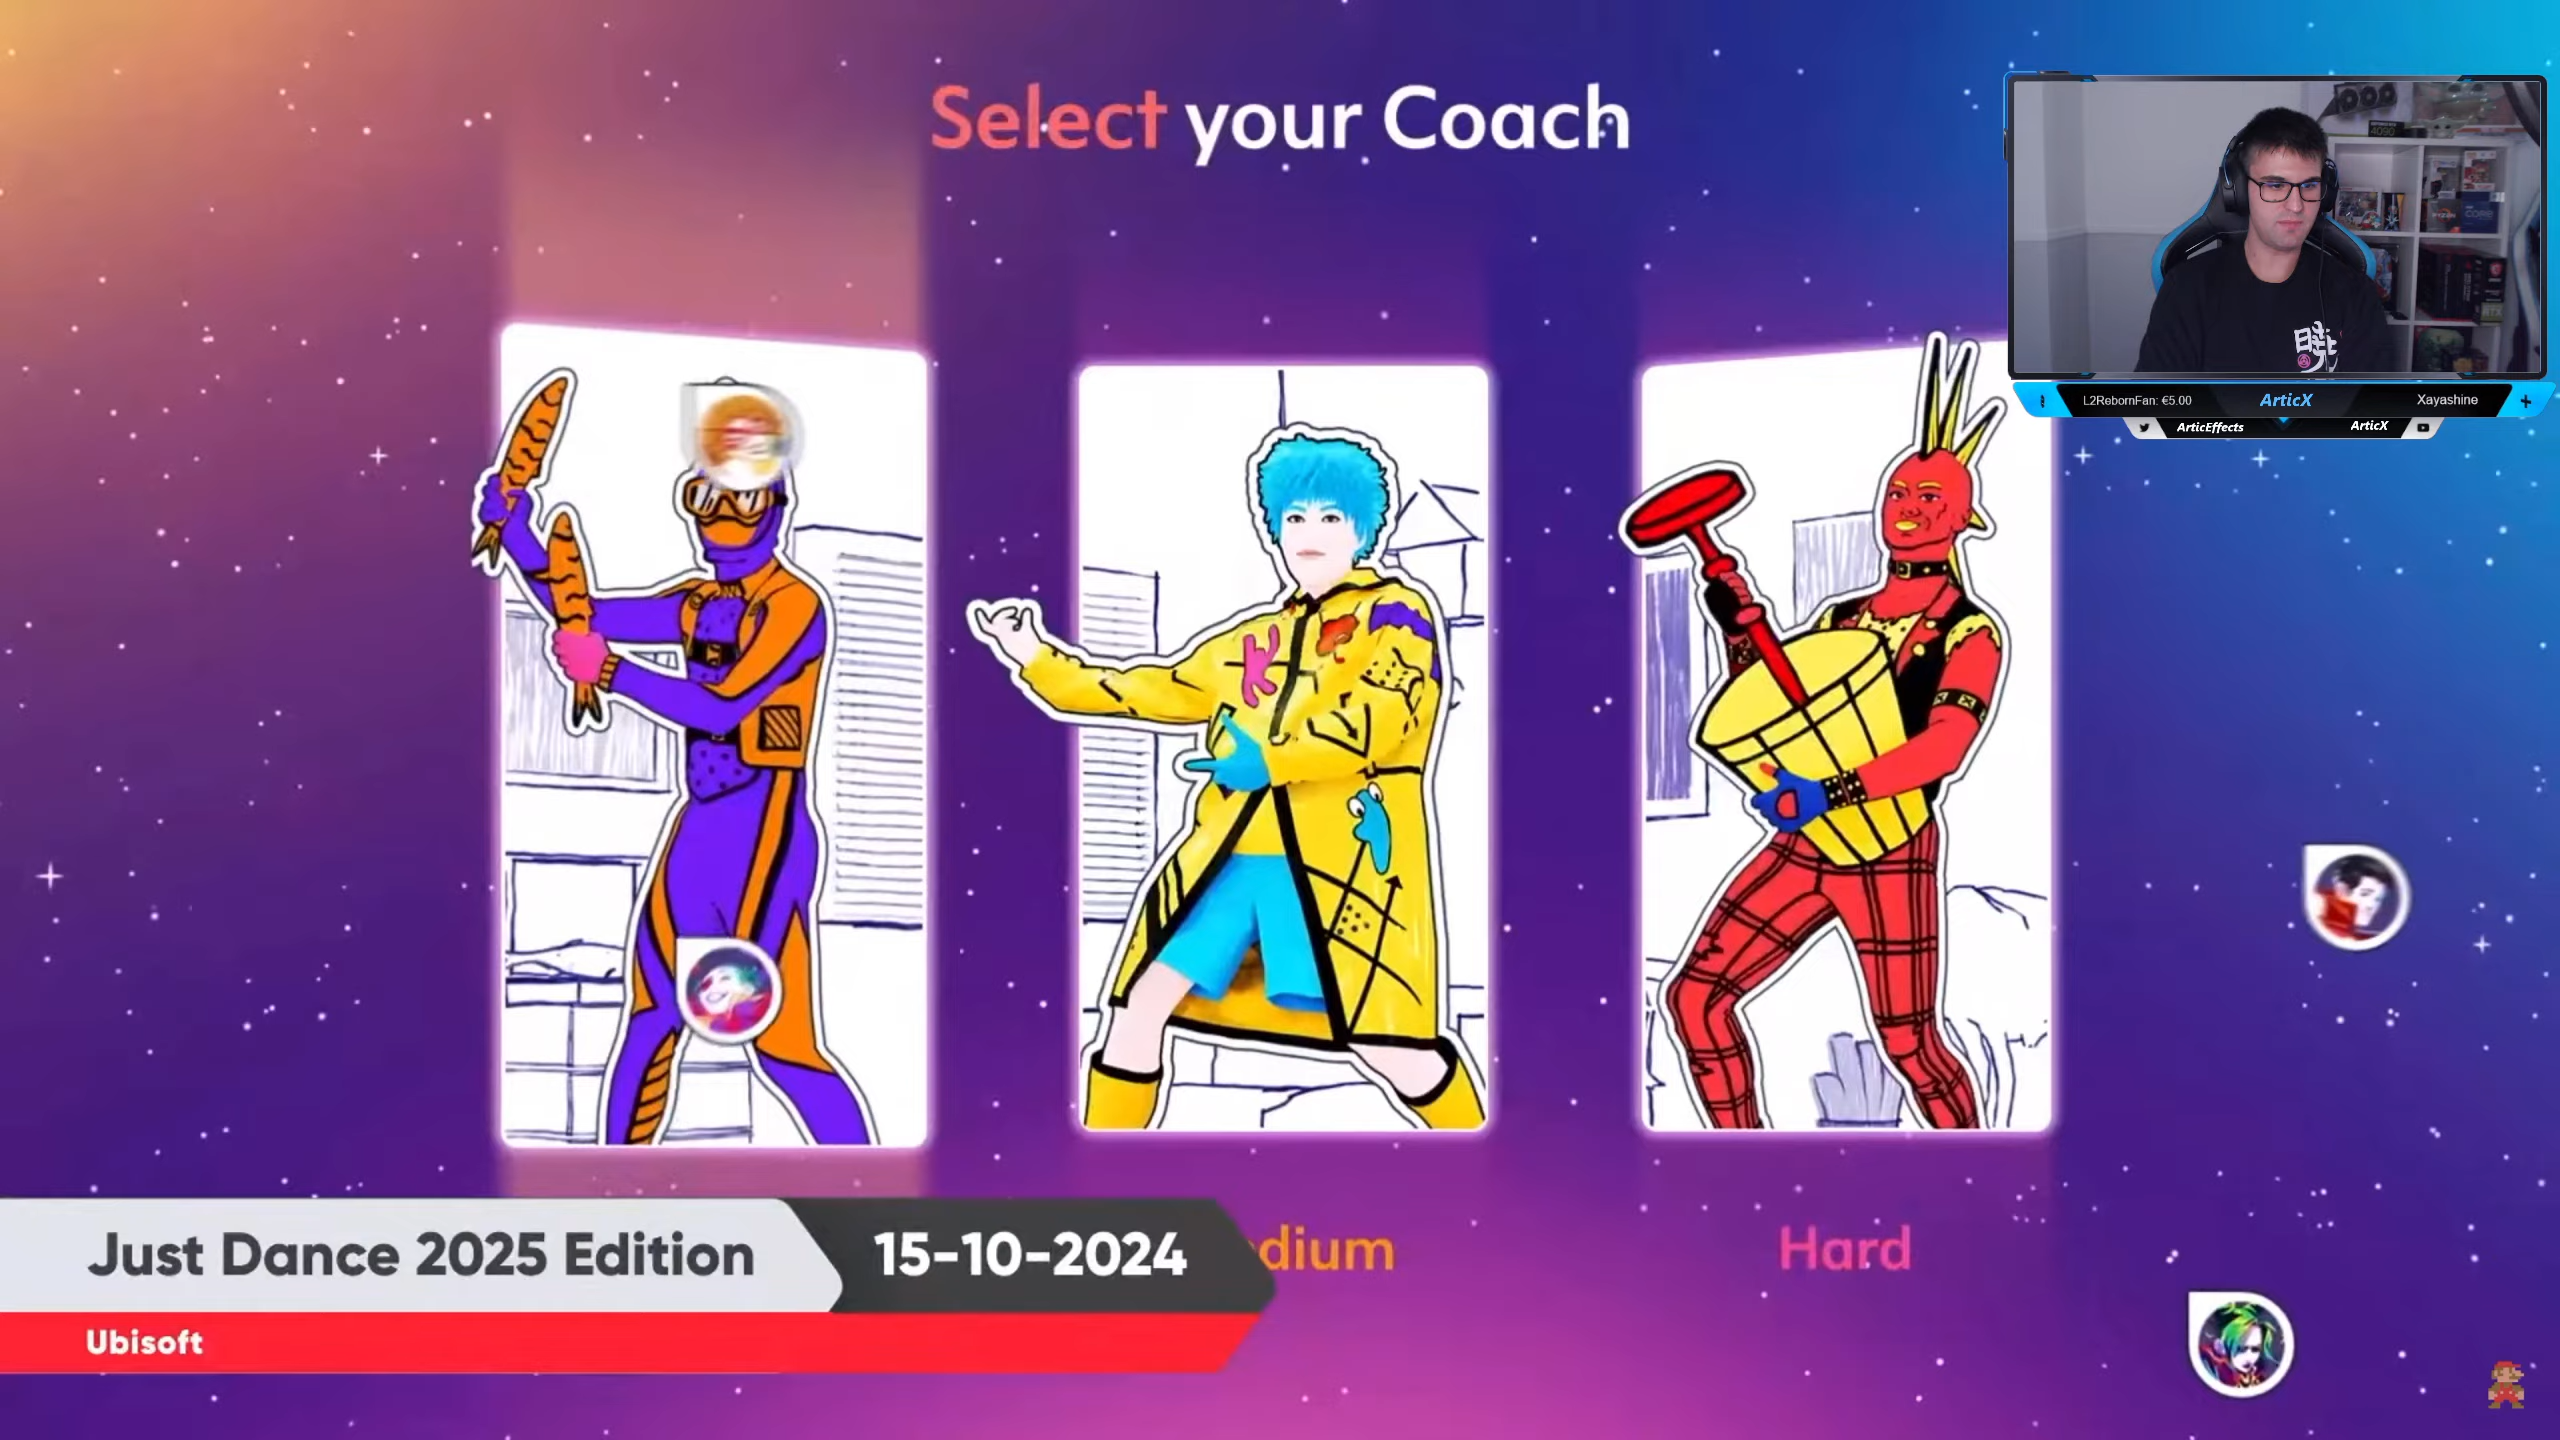 Select your Coach
4090
L2RebornFan: €5.00
ArticX
Xayashine
ArticEffects
ArticX
dium
Hard
Just Dance 2025 Edition
15-10-2024
Ubisoft